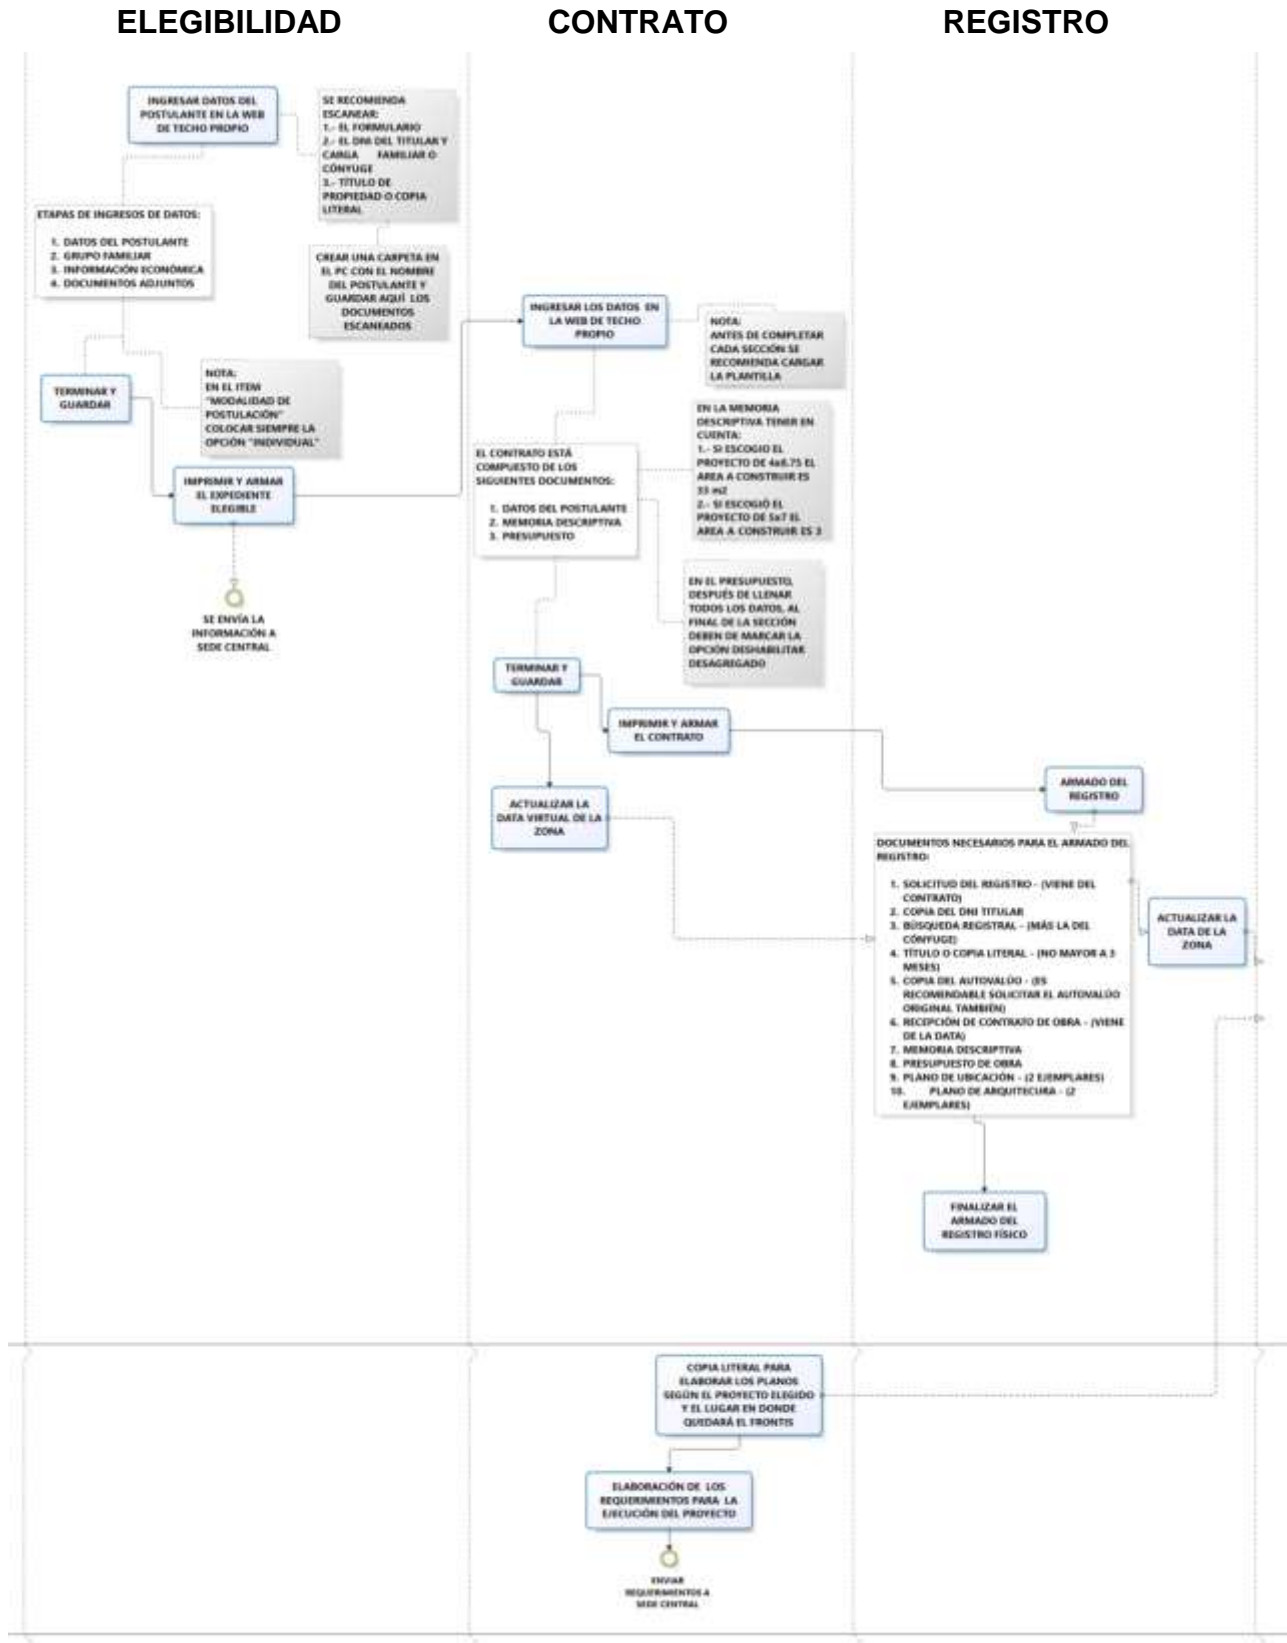 ELEGIBILIDAD
CONTRATO
REGISTRO
INGRESAR DATOS DEL
POSTULANTE EN LA WEB
DE TECHO PROPIO
SE RECOMIENDA
ESCANEAR:
1.- EL FORMULARIO
2.- EL DNI DEL TITULAR Y
CARGA FAMILIAR O
CÓNYUGE
3.- TÍTULO DE
PROPIEDAD O COPIA
LITERAL
ETAPAS DE INGRESOS DE DATOS:
1. DATOS DEL POSTULANTE
2. GRUPO FAMILIAR
3. INFORMACIÓN ECONÓMICA
4. DOCUMENTOS ADJUNTOS
CREAR UNA CARPETA EN
EL PC CON EL NOMBRE
DEL POSTULANTE Y
GUARDAR AQUÍ LOS
DOCUMENTOS
ESCANEADOS
TERMINAR Y
GUARDAR
NOTA:
EN EL ITEM
"MODALIDAD DE
POSTULACIÓN"
COLOCAR SIEMPRE LA
OPCIÓN "INDIVIDUAL"
IMPRIMIR Y ARMAR
EL EXPEDIENTE
ELEGIBLE
SE ENVÍA LA
INFORMACIÓN A
SEDE CENTRAL
INGRESAR LOS DATOS EN
LA WEB DE TECHO
PROPIO
NOTA:
ANTES DE COMPLETAR
CADA SECCIÓN SE
RECOMIENDA CARGAR
LA PLANTILLA
EN LA MEMORIA
DESCRIPTIVA TENER EN
CUENTA:
1.- SI ESCOGIO EL
PROYECTO DE 4x8.75 EL
AREA A CONSTRUIR ES
33 m2
2.- SI ESCOGIÓ EL
PROYECTO DE 5x7 EL
AREA A CONSTRUIR ES 3
EL CONTRATO ESTÁ
COMPUESTO DE LOS
SIGUIENTES DOCUMENTOS:
1. DATOS DEL POSTULANTE
2. MEMORIA DESCRIPTIVA
3. PRESUPUESTO
EN EL PRESUPUESTO,
DESPUÉS DE LLENAR
TODOS LOS DATOS, AL
FINAL DE LA SECCIÓN
DEBEN DE MARCAR LA
OPCIÓN DESHABILITAR
DESAGREGADO
TERMINAR Y
GUARDAR
IMPRIMIR Y ARMAR
EL CONTRATO
ACTUALIZAR LA
DATA VIRTUAL DE LA
ZONA
ARMADO DEL
REGISTRO
DOCUMENTOS NECESARIOS PARA EL ARMADO DEL
REGISTRO:
1. SOLICITUD DEL REGISTRO - (VIENE DEL
CONTRATO)
2. COPIA DEL DNI TITULAR
3. BÚSQUEDA REGISTRAL - (MÁS LA DEL
CÓNYUGE)
4. TÍTULO O COPIA LITERAL - (NO MAYOR A 3
MESES)
5. COPIA DEL AUTOVALÚO - (ES
RECOMENDABLE SOLICITAR EL AUTOVALÚO
ORIGINAL TAMBIÉN)
6. RECEPCIÓN DE CONTRATO DE OBRA - (VIENE
DE LA DATA)
7. MEMORIA DESCRIPTIVA
8. PRESUPUESTO DE OBRA
9. PLANO DE UBICACIÓN - (2 EJEMPLARES)
10. PLANO DE ARQUITECURA - (2
EJEMPLARES)
ACTUALIZAR LA
DATA DE LA
ZONA
FINALIZAR EL
ARMADO DEL
REGISTRO FÍSICO
COPIA LITERAL PARA
ELABORAR LOS PLANOS
SEGÚN EL PROYECTO ELEGIDO
Y EL LUGAR EN DONDE
QUEDARÁ EL FRONTIS
ELABORACIÓN DE LOS
REQUERIMIENTOS PARA LA
EJECUCIÓN DEL PROYECTO
ENVIAR
REQUERIMIENTOS A
SEDE CENTRAL